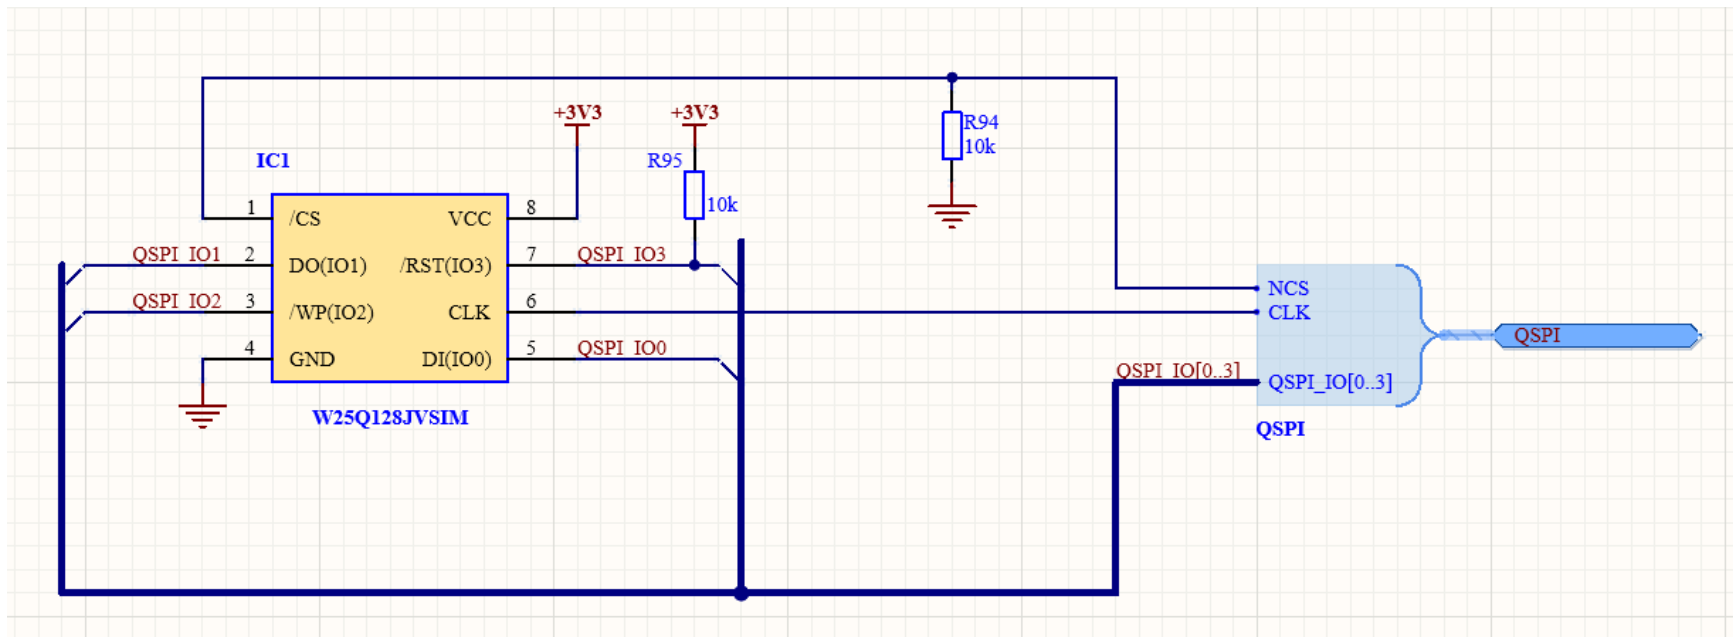 +3V3
+3V3
R94
10k
IC1
R95
10k
1
/CS
VCC
8
QSPI_IO1
2
DO(IO1)
/RST(IO3)
7
QSPI_IO3
QSPI_IO2
3
/WP(IO2)
CLK
6
4
GND
DI(IO0)
5
QSPI_IO0
W25Q128JVSIM
NCS
CLK
QSPI_IO[0..3]
QSPI_IO[0..3]
QSPI
QSPI